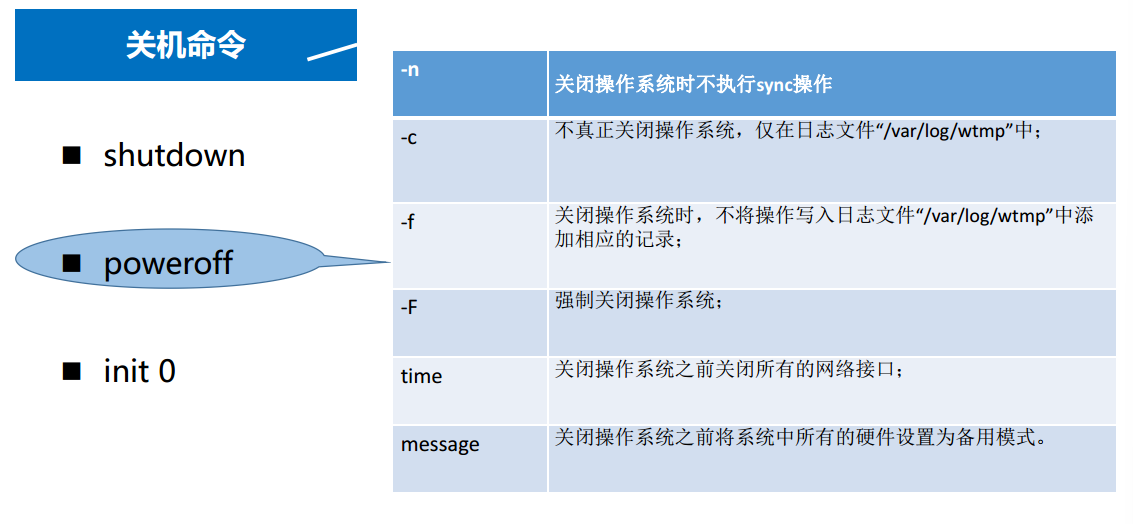 关机命令
shutdown
poweroff
init 0
-n
关闭操作系统时不执行sync操作
-c
不真正关闭操作系统，仅在日志文件“/var/log/wtmp”中；
-f
关闭操作系统时，不将操作写入日志文件“/var/log/wtmp”中添
加相应的记录；
-F
强制关闭操作系统；
time
关闭操作系统之前关闭所有的网络接口；
message
关闭操作系统之前将系统中所有的硬件设置为备用模式。